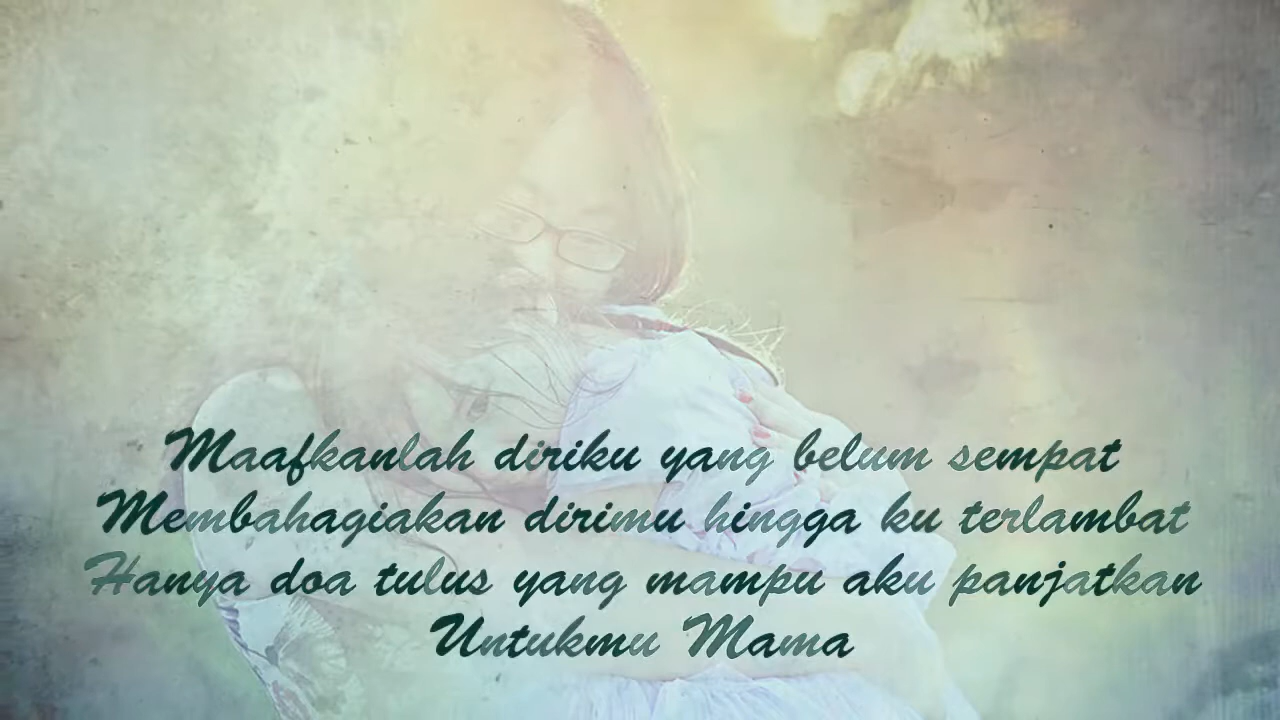 Maafkanlah diriku yang belum sempat
Membahagiakan dirimu hingga ku terlambat
Hanya doa tulus yang mampu aku panjatkan
Untukmu Mama